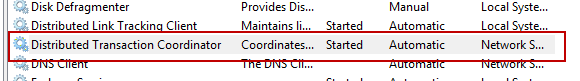 Disk Defragmenter Provides Dis... Manual Local Syste...
Distributed Link Tracking Client Maintains li... Started Automatic Local Syste...
Distributed Transaction Coordinator Coordinates... Started Automatic Network S...
DNS Client The DNS Cli... Started Automatic Network S...